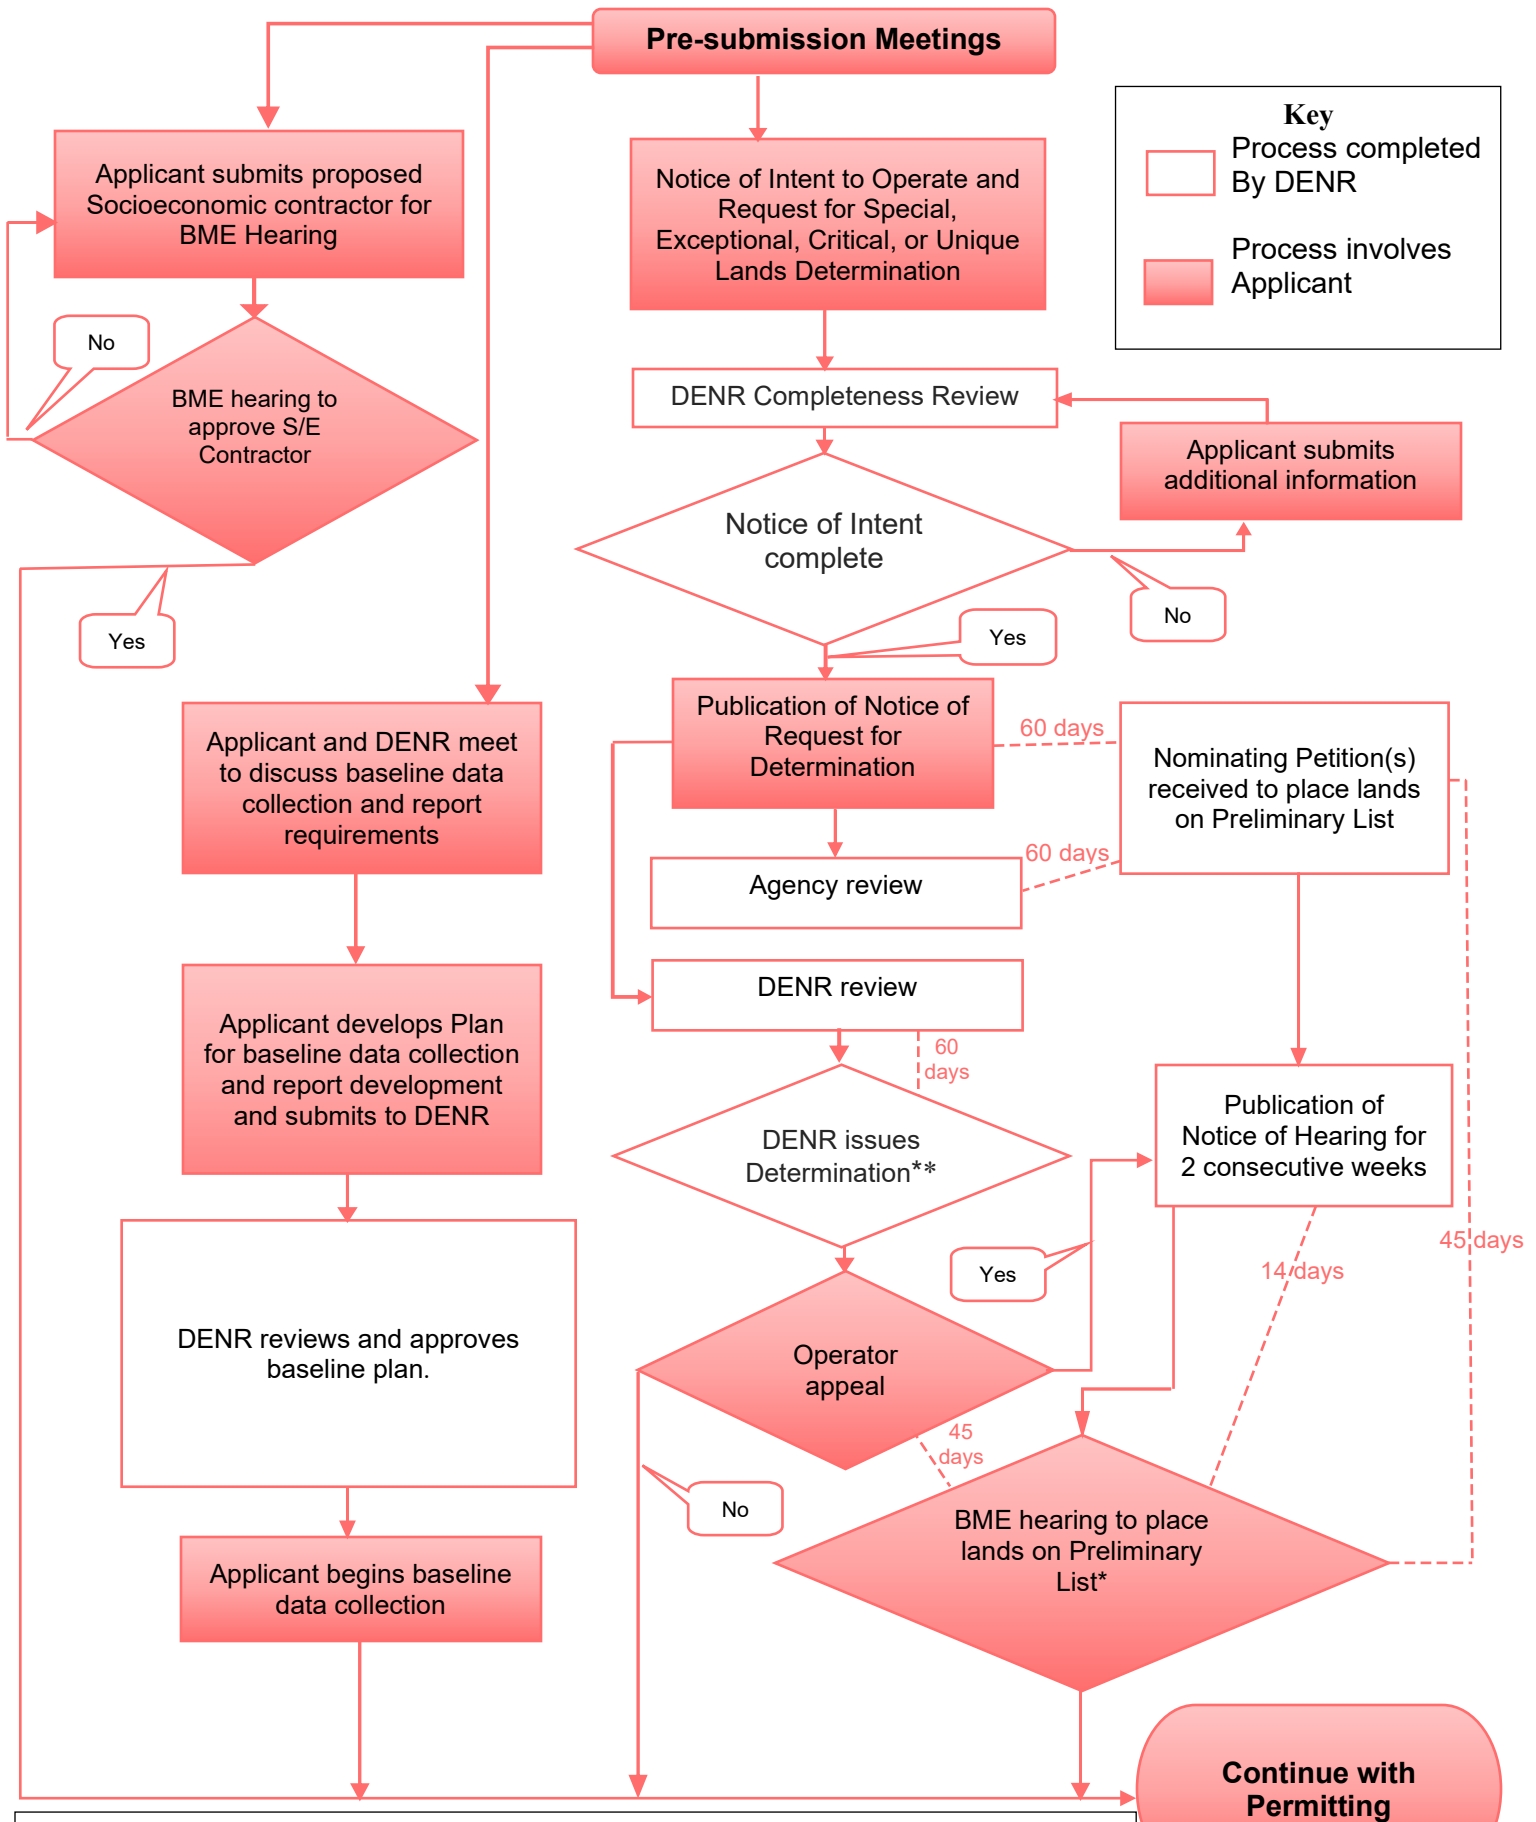 Pre-submission Meetings
Key
Process completed
By DENR
Process involves
Applicant
Applicant submits proposed
Socioeconomic contractor for
BME Hearing
No
BME hearing to
approve S/E
Contractor
Yes
Notice of Intent to Operate and
Request for Special,
Exceptional, Critical, or Unique
Lands Determination
DENR Completeness Review
Applicant submits
additional information
Notice of Intent
complete
No
Yes
Applicant and DENR meet
to discuss baseline data
collection and report
requirements
Publication of Notice of
Request for
Determination
60 days
Nominating Petition(s)
received to place lands
on Preliminary List
60 days
Agency review
DENR review
60
days
Applicant develops Plan
for baseline data collection
and report development
and submits to DENR
DENR issues
Determination**
Publication of
Notice of Hearing for
2 consecutive weeks
Yes
14 days
45 days
DENR reviews and approves
baseline plan.
Operator
appeal
45
days
No
BME hearing to place
lands on Preliminary
List*
Applicant begins baseline
data collection
Continue with
Permitting